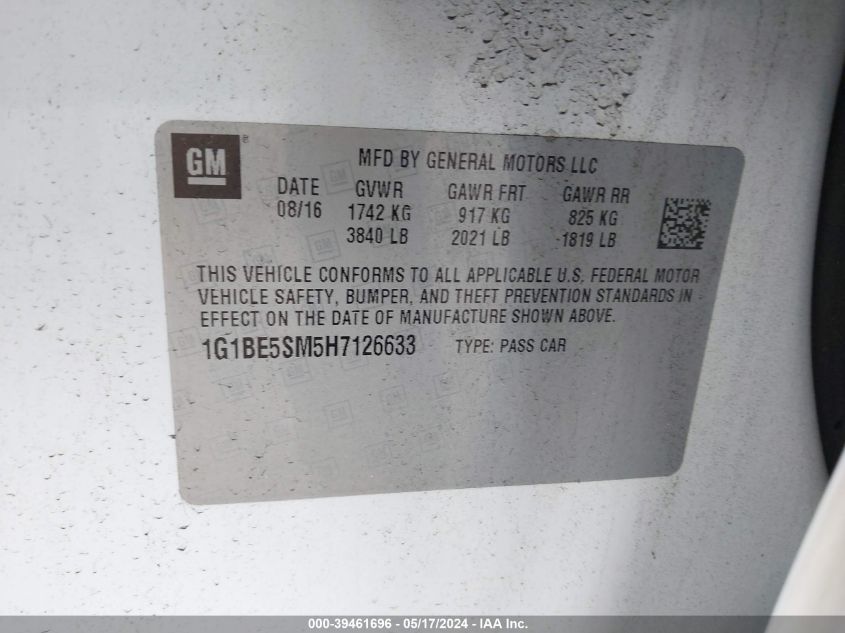 GM ®
MFD BY GENERAL MOTORS LLC
DATE GVWR GAWR FRT GAWR RR
08/16 1742 KG 917 KG 825 KG
3840 LB 2021 LB 1819 LB
THIS VEHICLE CONFORMS TO ALL APPLICABLE U.S. FEDERAL MOTOR
VEHICLE SAFETY, BUMPER, AND THEFT PREVENTION STANDARDS IN
EFFECT ON THE DATE OF MANUFACTURE SHOWN ABOVE.
1G1BE5SM5H7126633 TYPE: PASS CAR
000-39461696 - 05/17/2024 - IAA Inc.